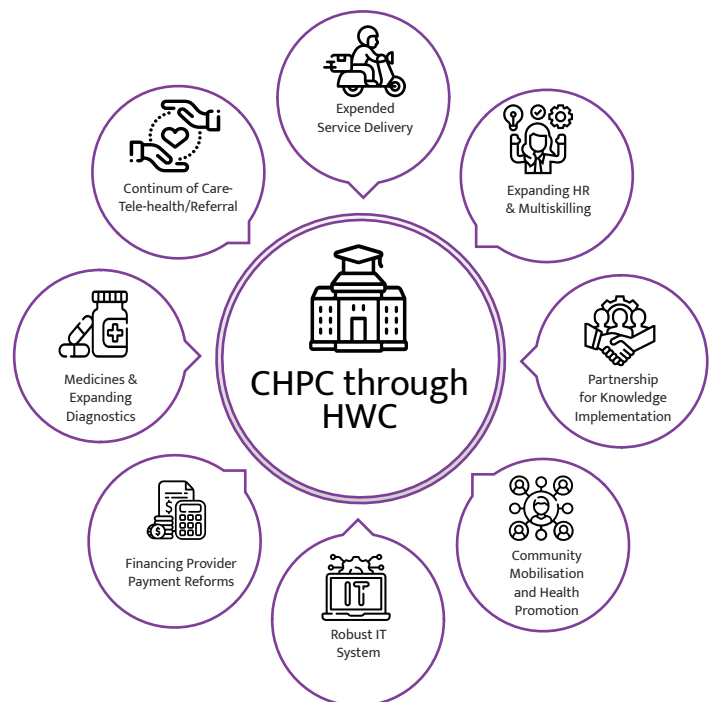 Expended
Service Delivery
Expanding HR
& Multiskilling
Partnership
for Knowledge
Implementation
Community
Mobilisation
and Health
Promotion
IT
Robust IT
System
$
$
Financing Provider
Payment Reforms
Medicines &
Expanding
Diagnostics
Continum of Care-
Tele-health/Referral
CHPC through
HWC